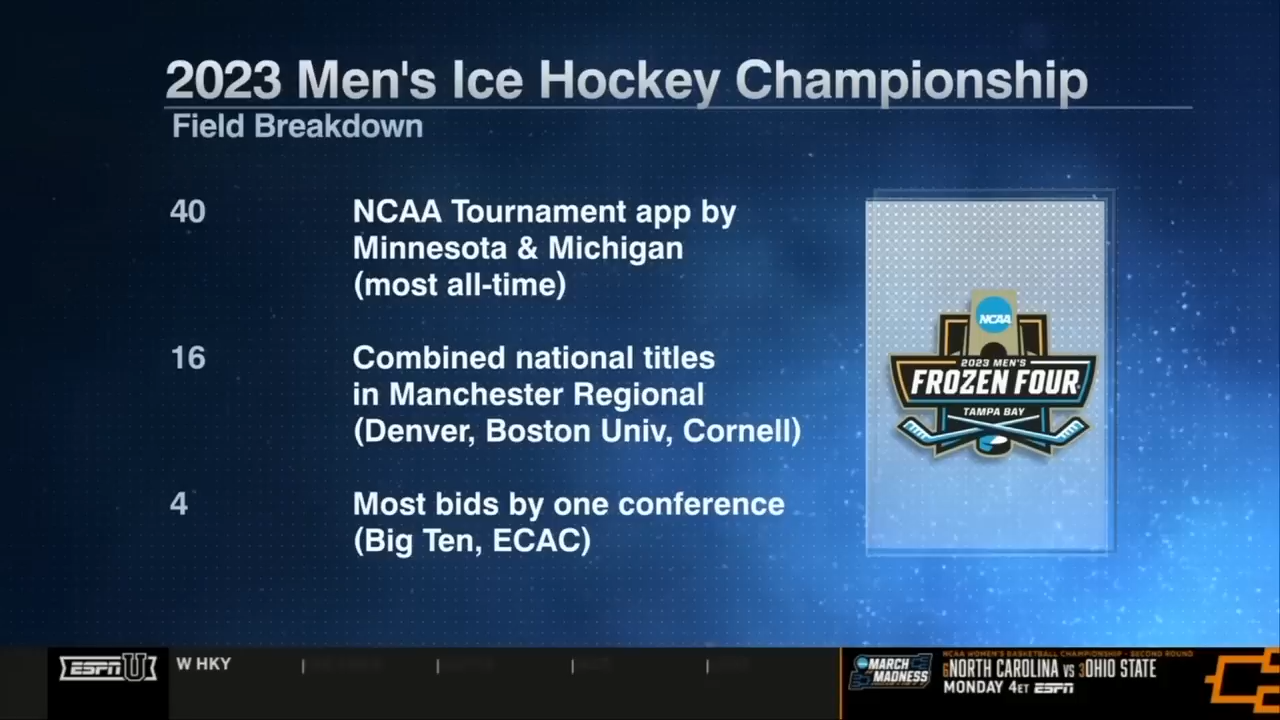 2023 Men's Ice Hockey Championship
Field Breakdown
40
NCAA Tournament app by
Minnesota & Michigan
(most all-time)
16
Combined national titles
in Manchester Regional
(Denver, Boston Univ, Cornell)
4
Most bids by one conference
(Big Ten, ECAC)
NCAA
2023 MEN'S
FROZEN FOUR
TAMPA BAY
ESPN U
W HKY
MARCH
MADNESS
NCAA WOMEN'S BASKETBALL CHAMPIONSHIP - SECOND ROUND
6 NORTH CAROLINA VS 3 OHIO STATE
MONDAY 4ET ESPN